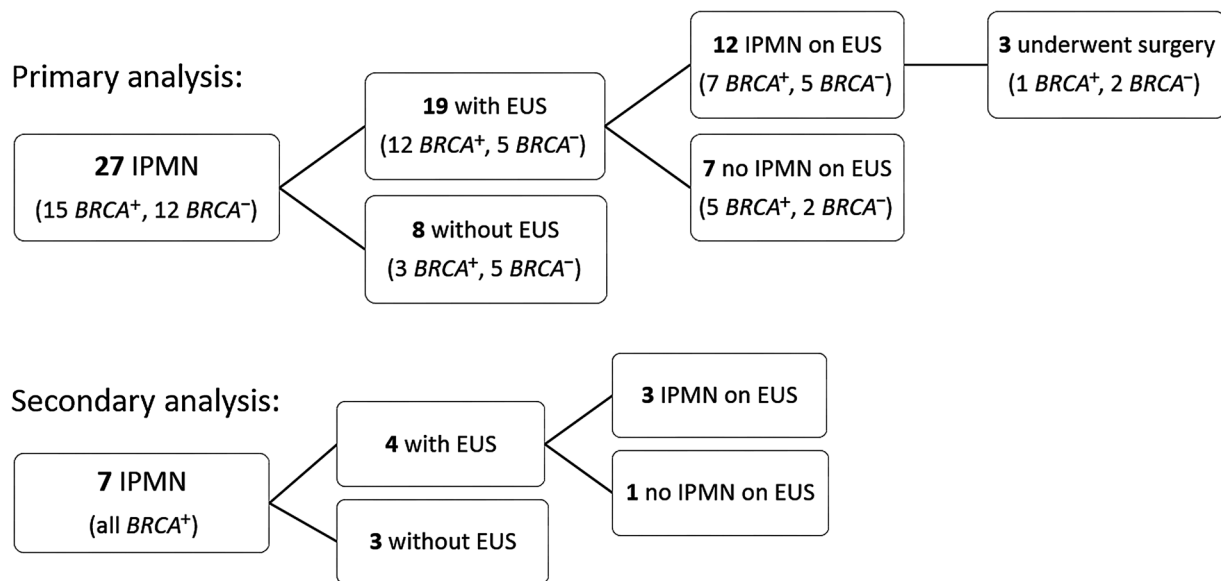 Primary analysis:
27 IPMN
(15 BRCA⁺, 12 BRCA⁻)
19 with EUS
(12 BRCA⁺, 5 BRCA⁻)
8 without EUS
(3 BRCA⁺, 5 BRCA⁻)
12 IPMN on EUS
(7 BRCA⁺, 5 BRCA⁻)
7 no IPMN on EUS
(5 BRCA⁺, 2 BRCA⁻)
3 underwent surgery
(1 BRCA⁺, 2 BRCA⁻)
Secondary analysis:
7 IPMN
(all BRCA⁺)
4 with EUS
3 without EUS
3 IPMN on EUS
1 no IPMN on EUS